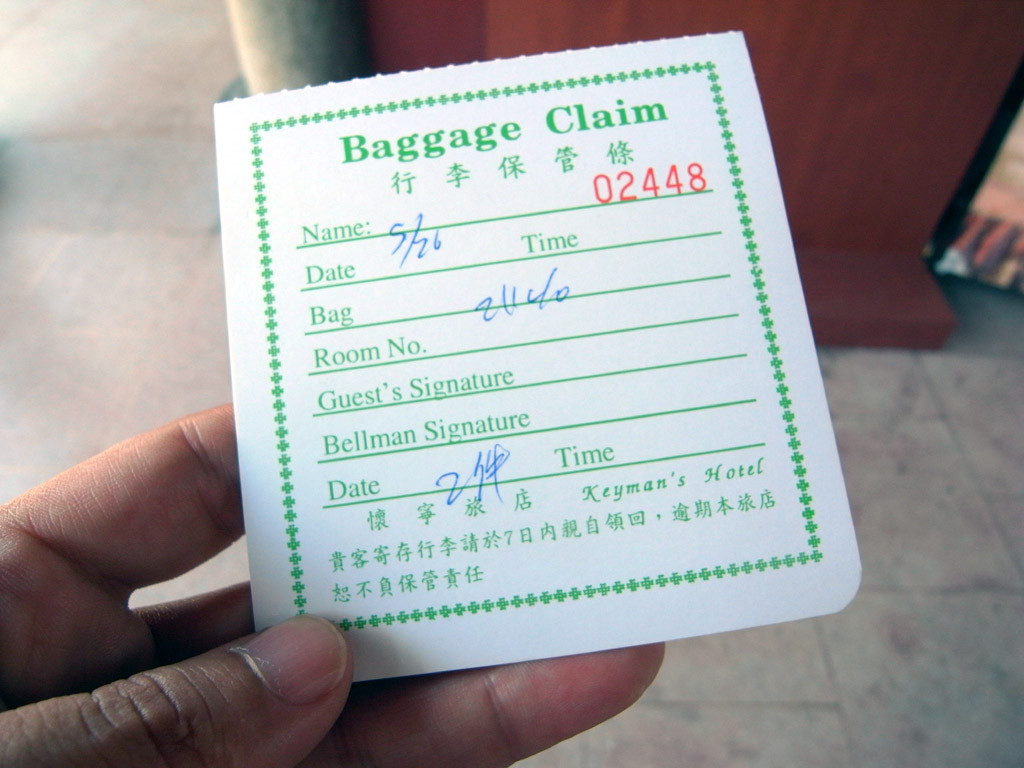 Baggage Claim
行李保管條
02448
Name:
Date 5/26 Time
Bag
Room No.
Guest's Signature
Bellman Signature
Date 2件 Time
懷寧旅店 Keyman's Hotel
貴客寄存行李請於7日內親自領回，逾期本旅店
恕不負保管責任